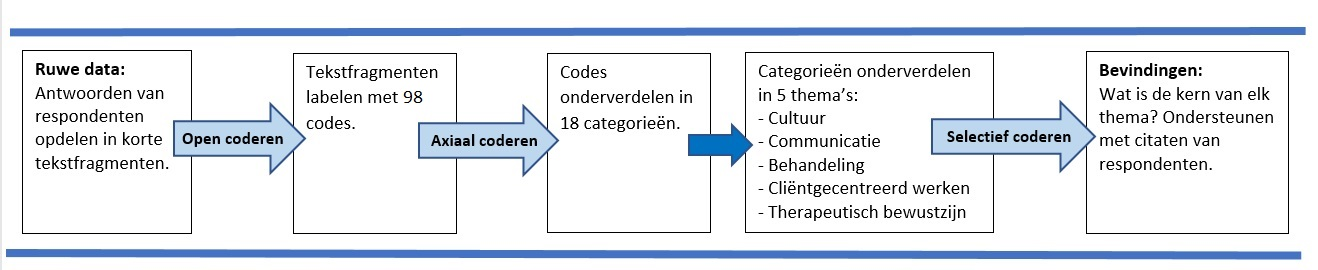 Ruwe data:
Antwoorden van
respondenten
opdelen in korte
tekstfragmenten.
Open coderen
Tekstfragmenten
labelen met 98
codes.
Axiaal coderen
Codes
onderverdelen in
18 categorieën.
Categorieën onderverdelen
in 5 thema’s:
- Cultuur
- Communicatie
- Behandeling
- Cliëntgecentreerd werken
- Therapeutisch bewustzijn
Selectief coderen
Bevindingen:
Wat is de kern van elk
thema? Ondersteunen
met citaten van
respondenten.